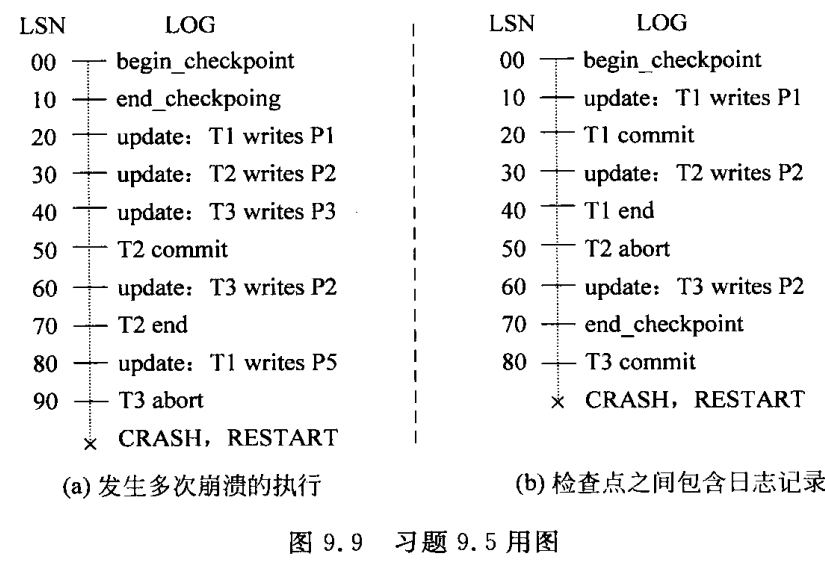 LSN LOG
00 begin_checkpoint
10 end_checkpoing
20 update：T1 writes P1
30 update：T2 writes P2
40 update：T3 writes P3
50 T2 commit
60 update：T3 writes P2
70 T2 end
80 update：T1 writes P5
90 T3 abort
CRASH，RESTART
(a) 发生多次崩溃的执行
LSN LOG
00 begin_checkpoint
10 update：T1 writes P1
20 T1 commit
30 update：T2 writes P2
40 T1 end
50 T2 abort
60 update：T3 writes P2
70 end_checkpoint
80 T3 commit
CRASH，RESTART
(b) 检查点之间包含日志记录
图 9.9 习题 9.5 用图